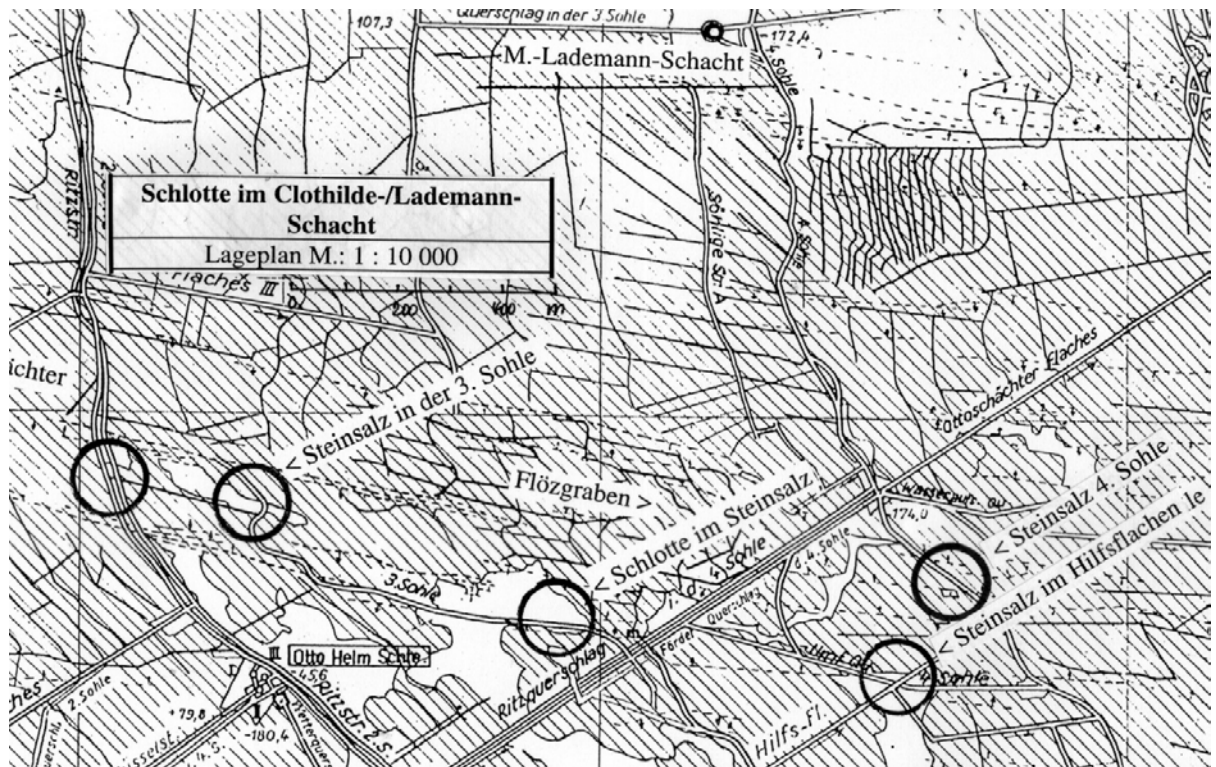 107,3
Querschlag in der 3 Sohle
-172,4
M.-Lademann-Schacht
Sohle
Ritzstr.
Schlotte im Clothilde-/Lademann-
Schacht
Lageplan M.: 1 : 10 000
Söhlige Str. A
4. Sohle
Flaches III
0 200 400 m
ichter
< Steinsalz in der 3. Sohle
Ottoschächter Flaches
Flözgraben >
< Schlotte im Steinsalz
174,0
< Steinsalz 4. Sohle
< Steinsalz im Hilfsflachen le
3. Sohle
4 Sohle
d. 4. Sohle
Förder Querschlag
Ritzquerschlag
4 Sohle
Hilfs-Fl.
III
Otto Helm Schte.
-45,6
Ritzstr. 2 S.
2. Sohle
+79,8
-180,4